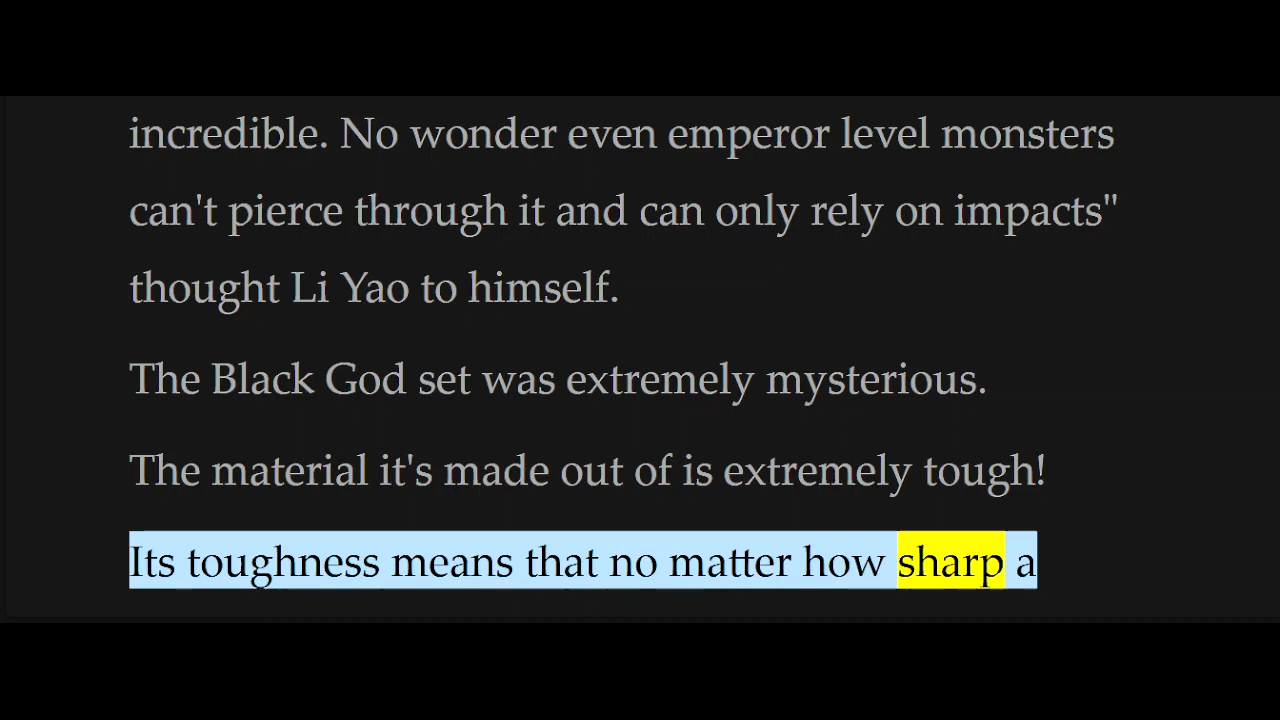 incredible. No wonder even emperor level monsters
can't pierce through it and can only rely on impacts"
thought Li Yao to himself.
The Black God set was extremely mysterious.
The material it's made out of is extremely tough!
Its toughness means that no matter how sharp a